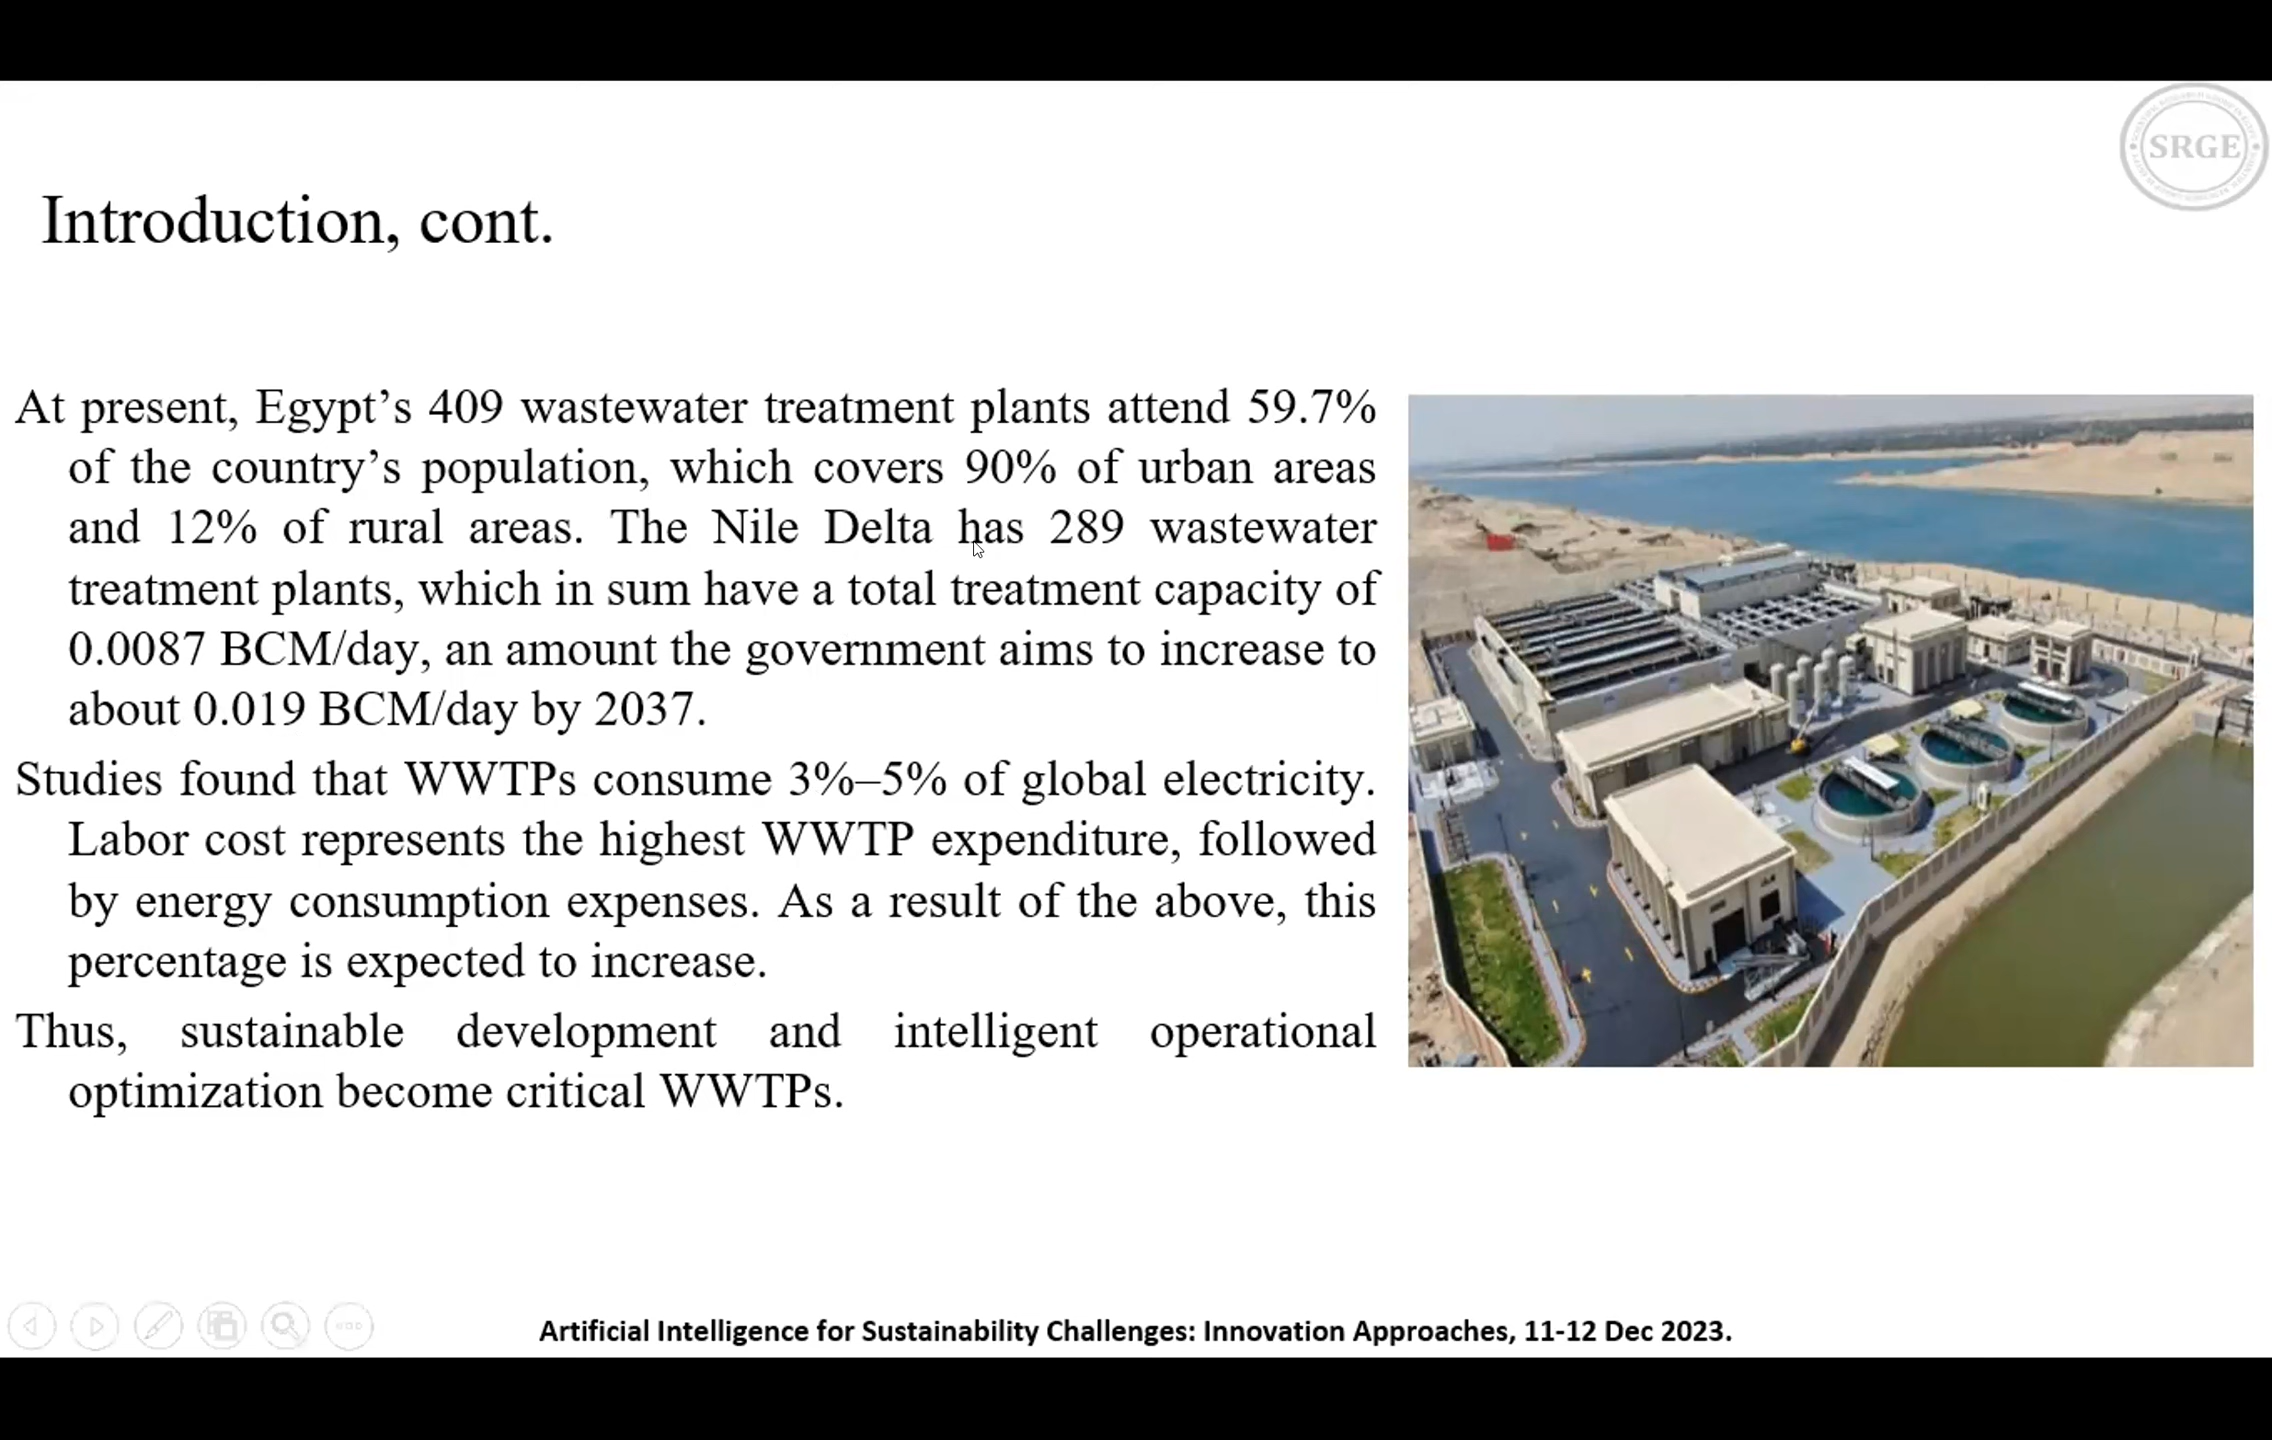 SRGE
Introduction, cont.
At present, Egypt’s 409 wastewater treatment plants attend 59.7%
of the country’s population, which covers 90% of urban areas
and 12% of rural areas. The Nile Delta has 289 wastewater
treatment plants, which in sum have a total treatment capacity of
0.0087 BCM/day, an amount the government aims to increase to
about 0.019 BCM/day by 2037.
Studies found that WWTPs consume 3%–5% of global electricity.
Labor cost represents the highest WWTP expenditure, followed
by energy consumption expenses. As a result of the above, this
percentage is expected to increase.
Thus, sustainable development and intelligent operational
optimization become critical WWTPs.
Artificial Intelligence for Sustainability Challenges: Innovation Approaches, 11-12 Dec 2023.